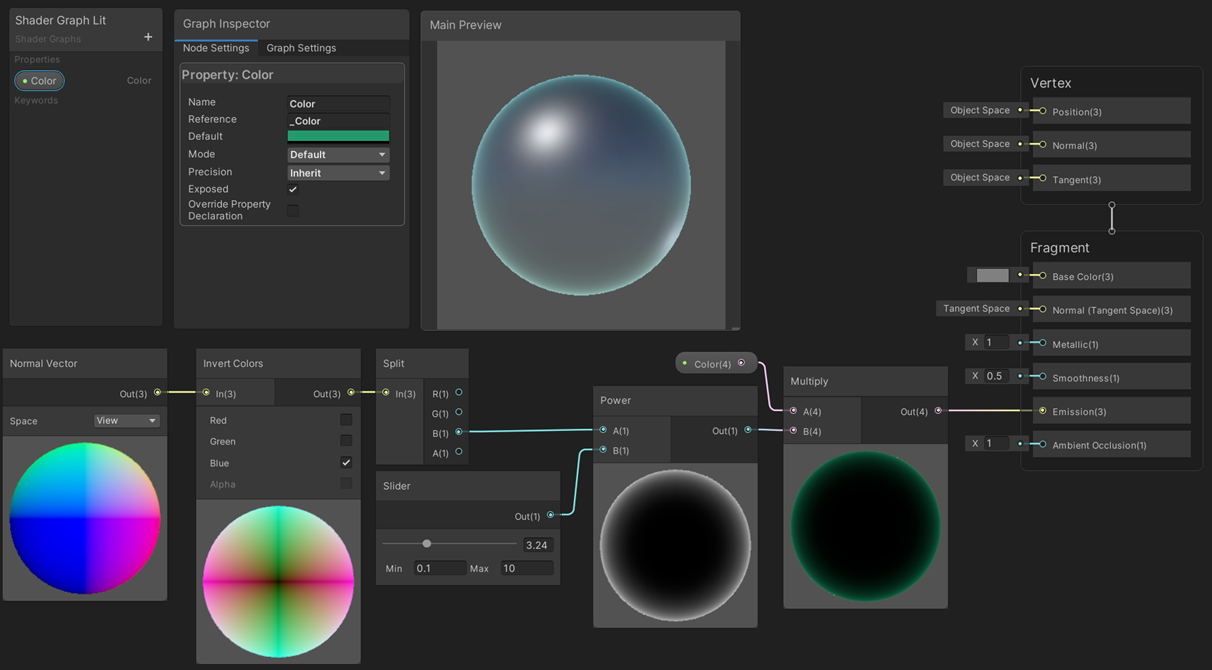 Shader Graph Lit
Shader Graphs
+
Properties
Color
Color
Keywords
Graph Inspector
Node Settings
Graph Settings
Property: Color
Name
Color
Reference
_Color
Default
Mode
Default
Precision
Inherit
Exposed
Override Property
Declaration
Main Preview
Vertex
Object Space
Position(3)
Object Space
Normal(3)
Object Space
Tangent(3)
Fragment
Base Color(3)
Tangent Space
Normal (Tangent Space)(3)
X 1
Metallic(1)
X 0.5
Smoothness(1)
Emission(3)
X 1
Ambient Occlusion(1)
Normal Vector
Out(3)
Space
View
Invert Colors
In(3)
Out(3)
Red
Green
Blue
Alpha
Split
In(3)
R(1)
G(1)
B(1)
A(1)
Slider
Out(1)
3.24
Min 0.1 Max 10
Power
A(1)
B(1)
Out(1)
Color(4)
Multiply
A(4)
B(4)
Out(4)